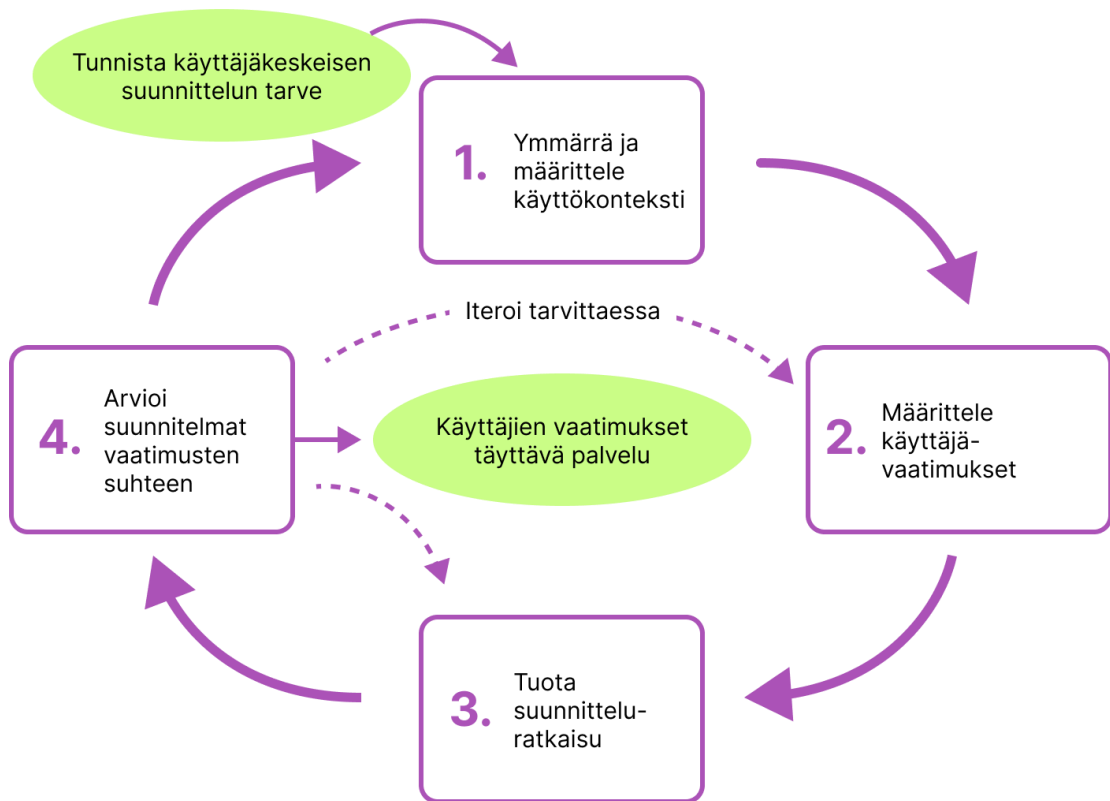 Tunnista käyttäjäkeskeisen
suunnittelun tarve
1.
Ymmärrä ja
määrittele
käyttökonteksti
Iteroi tarvittaessa
4.
Arvioi
suunnitelmat
vaatimusten
suhteen
Käyttäjien vaatimukset
täyttävä palvelu
2.
Määrittele
käyttäjä-
vaatimukset
3.
Tuota
suunnittelu-
ratkaisu